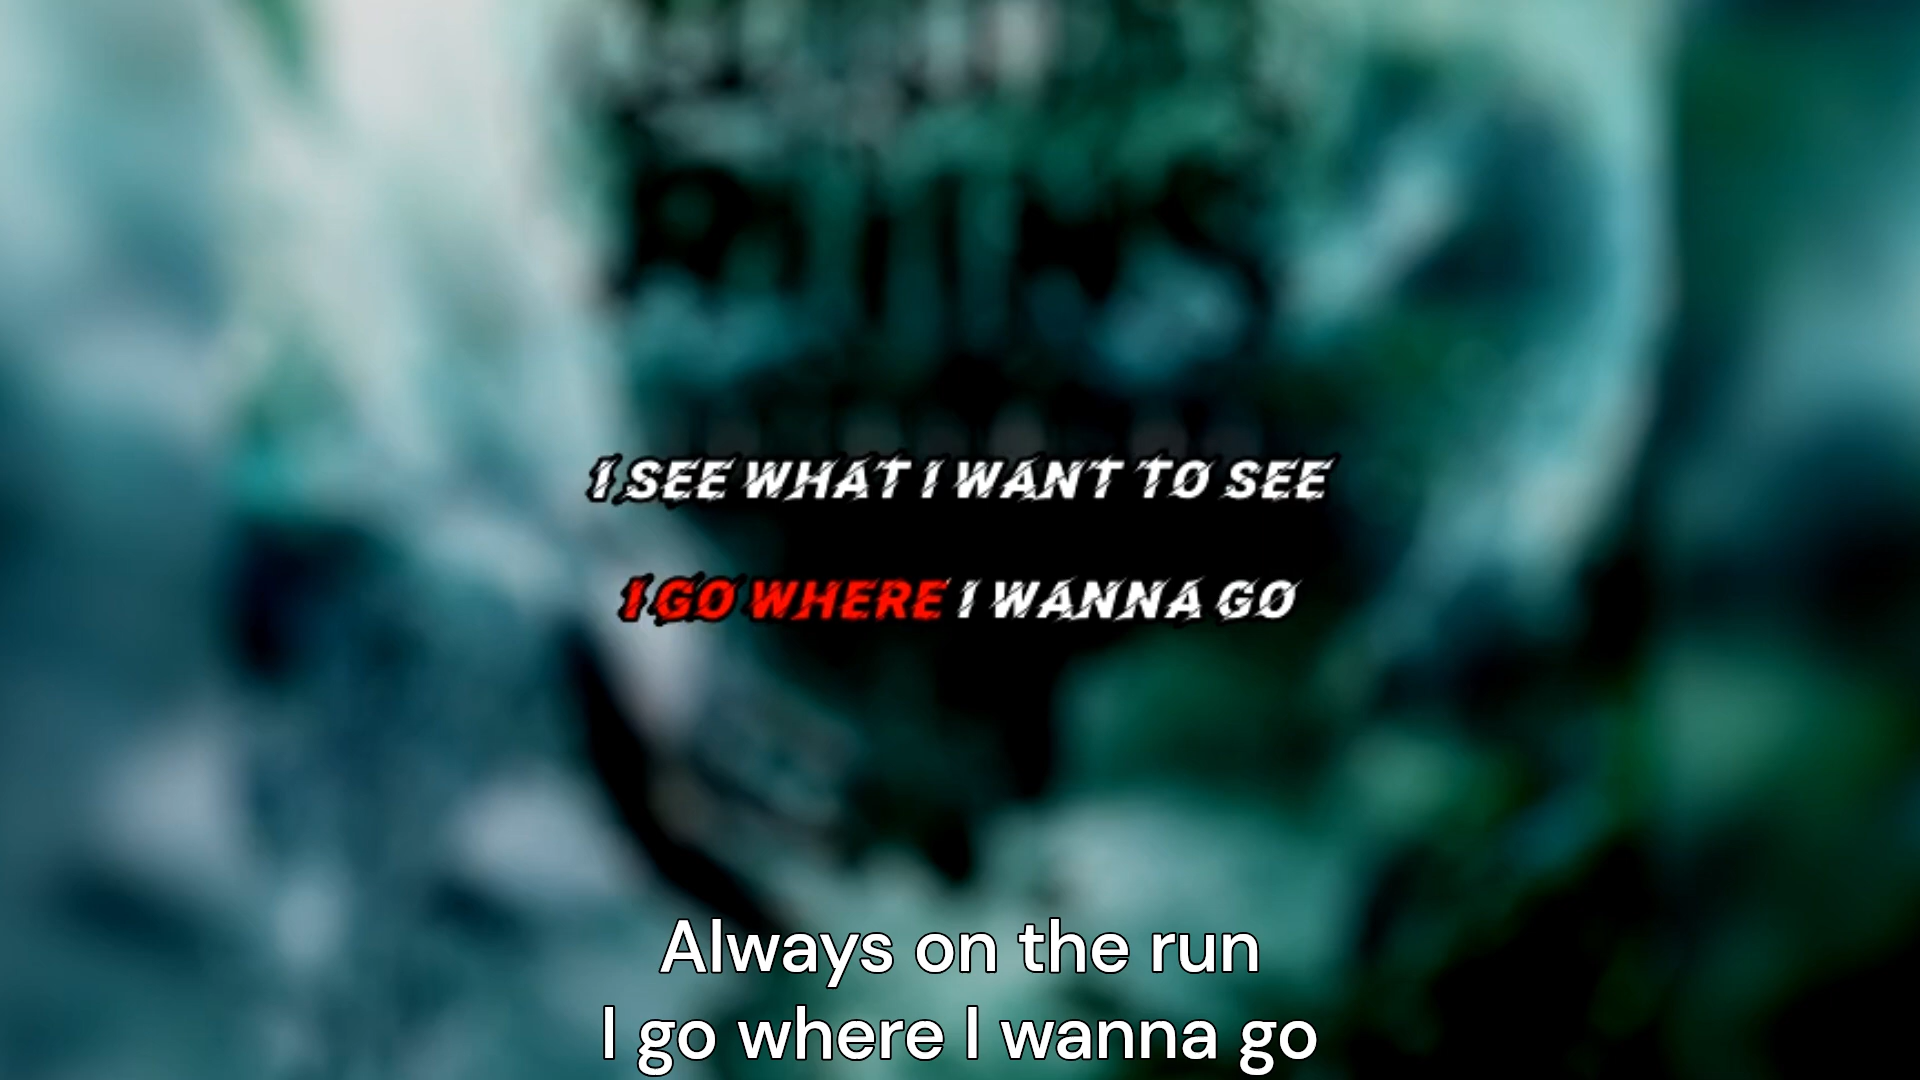 I SEE WHAT I WANT TO SEE
I GO WHERE I WANNA GO
Always on the run
I go where I wanna go